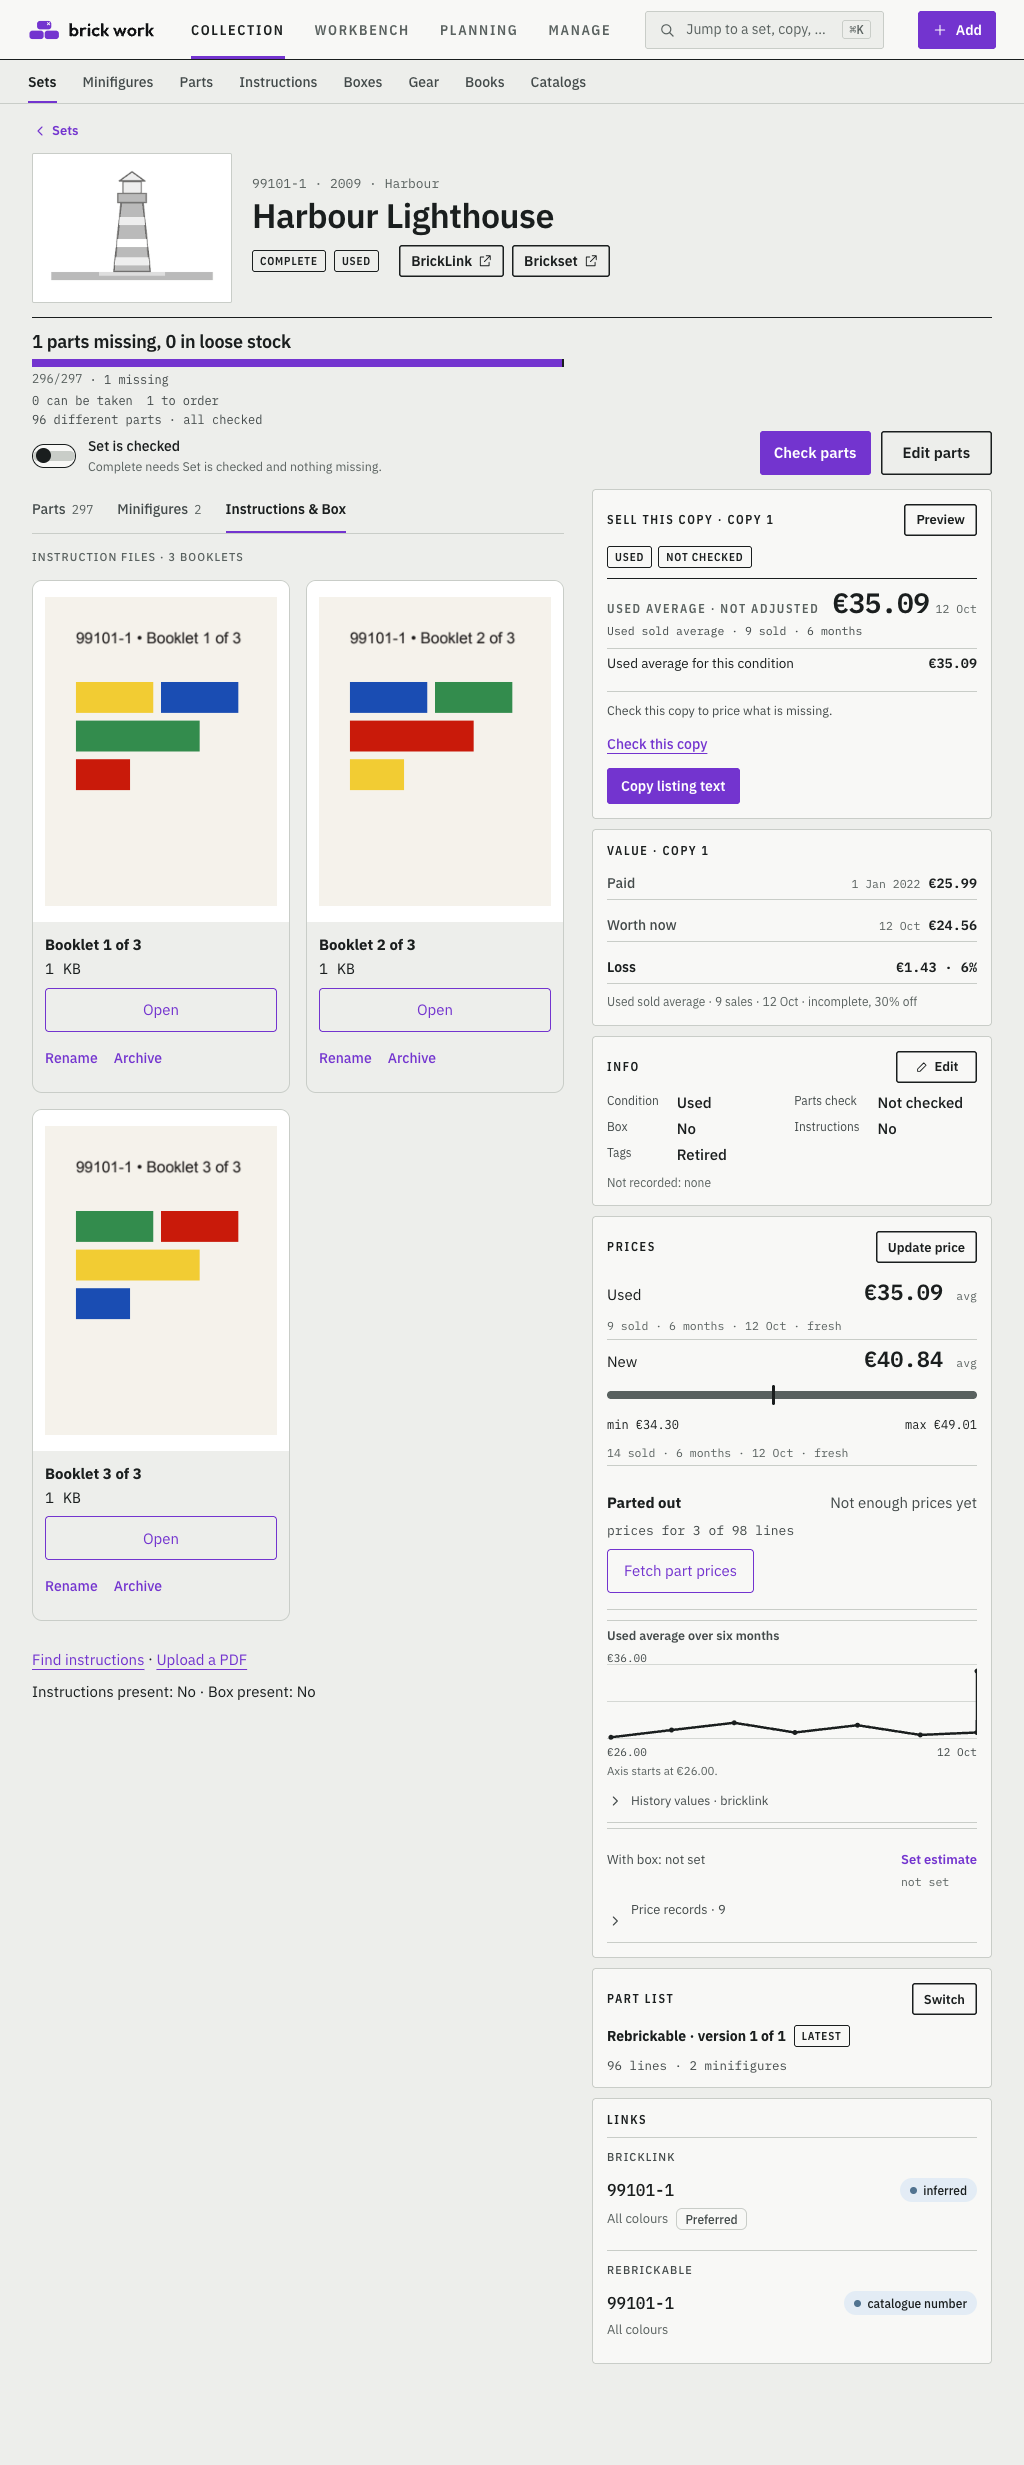 brick work
COLLECTION WORKBENCH PLANNING MANAGE
Jump to a set, copy, ... ⌘K
Add
Sets Minifigures Parts Instructions Boxes Gear Books Catalogs
Sets
99101-1 · 2009 · Harbour
Harbour Lighthouse
COMPLETE USED BrickLink Brickset
1 parts missing, 0 in loose stock
296/297 · 1 missing
0 can be taken 1 to order
96 different parts · all checked
Set is checked
Complete needs Set is checked and nothing missing.
Check parts Edit parts
Parts 297 Minifigures 2 Instructions & Box
INSTRUCTION FILES · 3 BOOKLETS
99101-1 • Booklet 1 of 3
Booklet 1 of 3
1 KB
Open
Rename Archive
99101-1 • Booklet 2 of 3
Booklet 2 of 3
1 KB
Open
Rename Archive
99101-1 • Booklet 3 of 3
Booklet 3 of 3
1 KB
Open
Rename Archive
Find instructions · Upload a PDF
Instructions present: No · Box present: No
SELL THIS COPY · COPY 1
Preview
USED NOT CHECKED
USED AVERAGE · NOT ADJUSTED €35.09 12 Oct
Used sold average · 9 sold · 6 months
Used average for this condition €35.09
Check this copy to price what is missing.
Check this copy
Copy listing text
VALUE · COPY 1
Paid 1 Jan 2022 €25.99
Worth now 12 Oct €24.56
Loss €1.43 · 6%
Used sold average · 9 sales · 12 Oct · incomplete, 30% off
INFO
Edit
Condition Used Parts check Not checked
Box No Instructions No
Tags Retired
Not recorded: none
PRICES
Update price
Used €35.09 avg
9 sold · 6 months · 12 Oct · fresh
New €40.84 avg
min €34.30 max €49.01
14 sold · 6 months · 12 Oct · fresh
Parted out Not enough prices yet
prices for 3 of 98 lines
Fetch part prices
Used average over six months
€36.00
€26.00 12 Oct
Axis starts at €26.00.
History values · bricklink
With box: not set Set estimate
not set
Price records · 9
PART LIST
Switch
Rebrickable · version 1 of 1 LATEST
96 lines · 2 minifigures
LINKS
BRICKLINK
99101-1 inferred
All colours Preferred
REBRICKABLE
99101-1 catalogue number
All colours